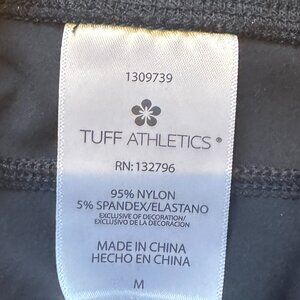 1309739
TUFF ATHLETICS®
RN: 132796
95% NYLON
5% SPANDEX/ELASTANO
EXCLUSIVE OF DECORATION/
EXCLUSIVO DE LA DECORACIÓN
MADE IN CHINA
HECHO EN CHINA
M